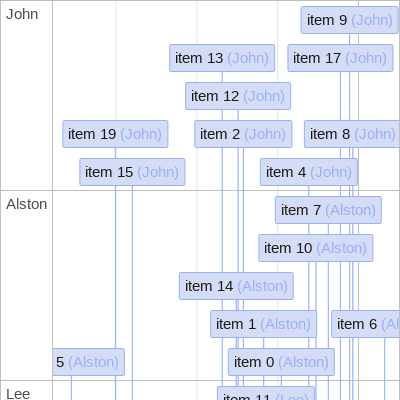 John
item 9 (John)
item 13 (John)
item 17 (John)
item 12 (John)
item 19 (John)
item 2 (John)
item 8 (John)
item 15 (John)
item 4 (John)
Alston
item 7 (Alston)
item 10 (Alston)
item 14 (Alston)
item 1 (Alston)
item 6 (Al
5 (Alston)
item 0 (Alston)
Lee
item 11 (Lee)